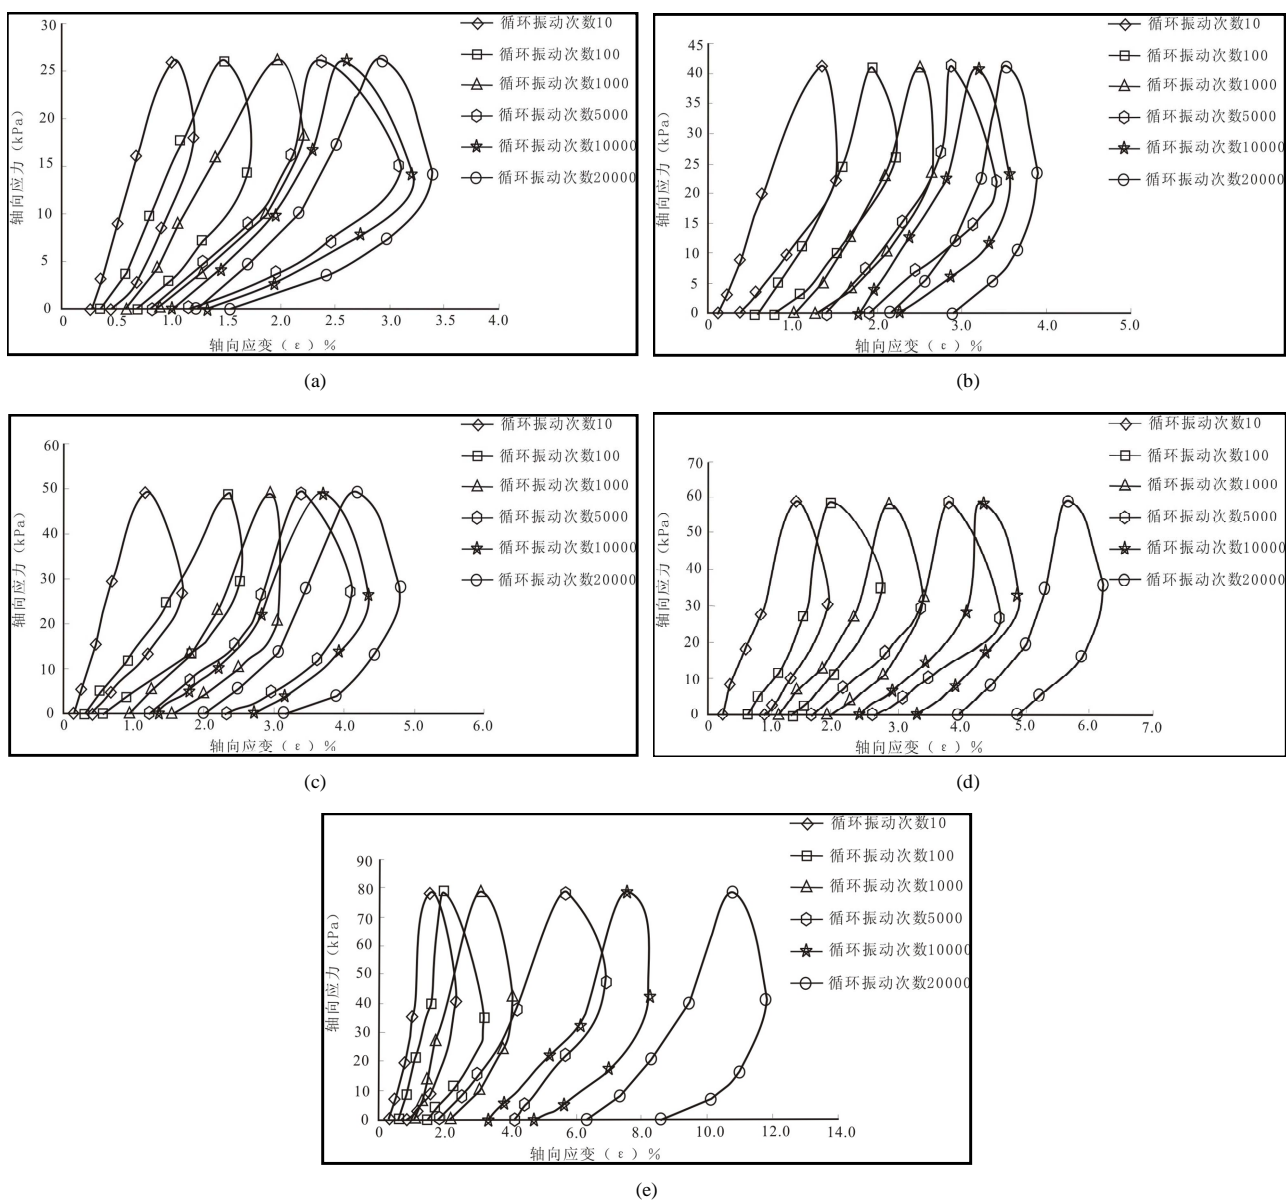 30
25
20
15
10
5
0
轴向应力（kPa）
0
0.5
1.0
1.5
2.0
2.5
3.0
3.5
4.0
轴向应变（ε）%
循环振动次数10
循环振动次数100
循环振动次数1000
循环振动次数5000
循环振动次数10000
循环振动次数20000
(a)
45
40
35
30
25
20
15
10
5
0
轴向应力（kPa）
0
1.0
2.0
3.0
4.0
5.0
轴向应变（ε）%
循环振动次数10
循环振动次数100
循环振动次数1000
循环振动次数5000
循环振动次数10000
循环振动次数20000
(b)
60
50
40
30
20
10
0
轴向应力（kPa）
0
1.0
2.0
3.0
4.0
6.0
轴向应变（ε）%
循环振动次数10
循环振动次数100
循环振动次数1000
循环振动次数5000
循环振动次数10000
循环振动次数20000
(c)
70
60
50
40
30
20
10
0
轴向应力（kPa）
0
1.0
2.0
3.0
4.0
5.0
6.0
7.0
轴向应变（ε）%
循环振动次数10
循环振动次数100
循环振动次数1000
循环振动次数5000
循环振动次数10000
循环振动次数20000
(d)
90
80
70
60
50
40
30
20
10
0
轴向应力（kPa）
0
2.0
4.0
6.0
8.0
10.0
12.0
14.0
轴向应变（ε）%
循环振动次数10
循环振动次数100
循环振动次数1000
循环振动次数5000
循环振动次数10000
循环振动次数20000
(e)